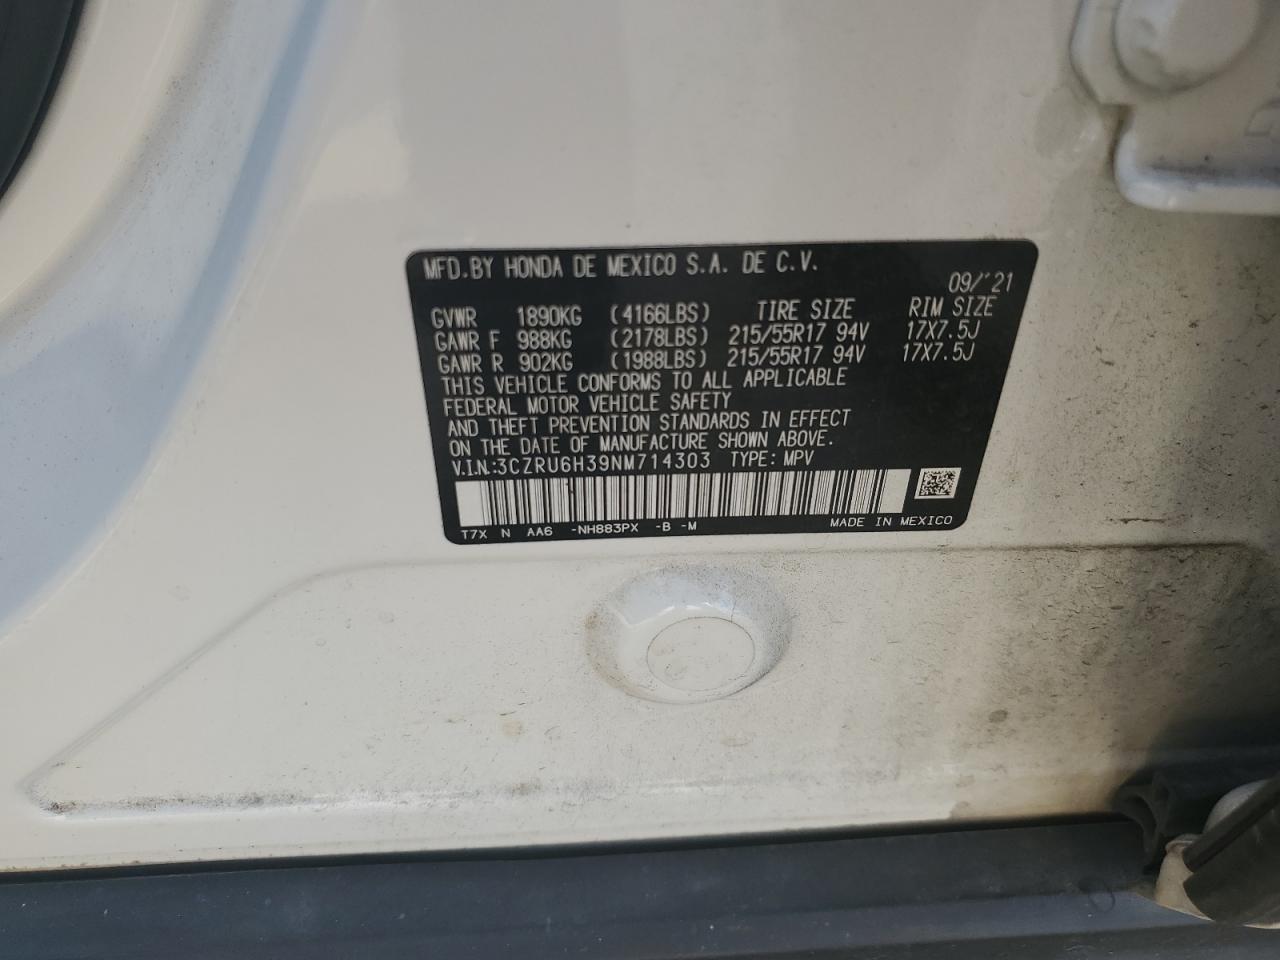 MFD.BY HONDA DE MEXICO S.A. DE C.V.
09/'21
GVWR 1890KG (4166LBS) TIRE SIZE RIM SIZE
GAWR F 988KG (2178LBS) 215/55R17 94V 17X7.5J
GAWR R 902KG (1988LBS) 215/55R17 94V 17X7.5J
THIS VEHICLE CONFORMS TO ALL APPLICABLE
FEDERAL MOTOR VEHICLE SAFETY
AND THEFT PREVENTION STANDARDS IN EFFECT
ON THE DATE OF MANUFACTURE SHOWN ABOVE.
V.I.N.:3CZRU6H39NM714303 TYPE: MPV
T7X N AA6 -NH883PX -B -M MADE IN MEXICO